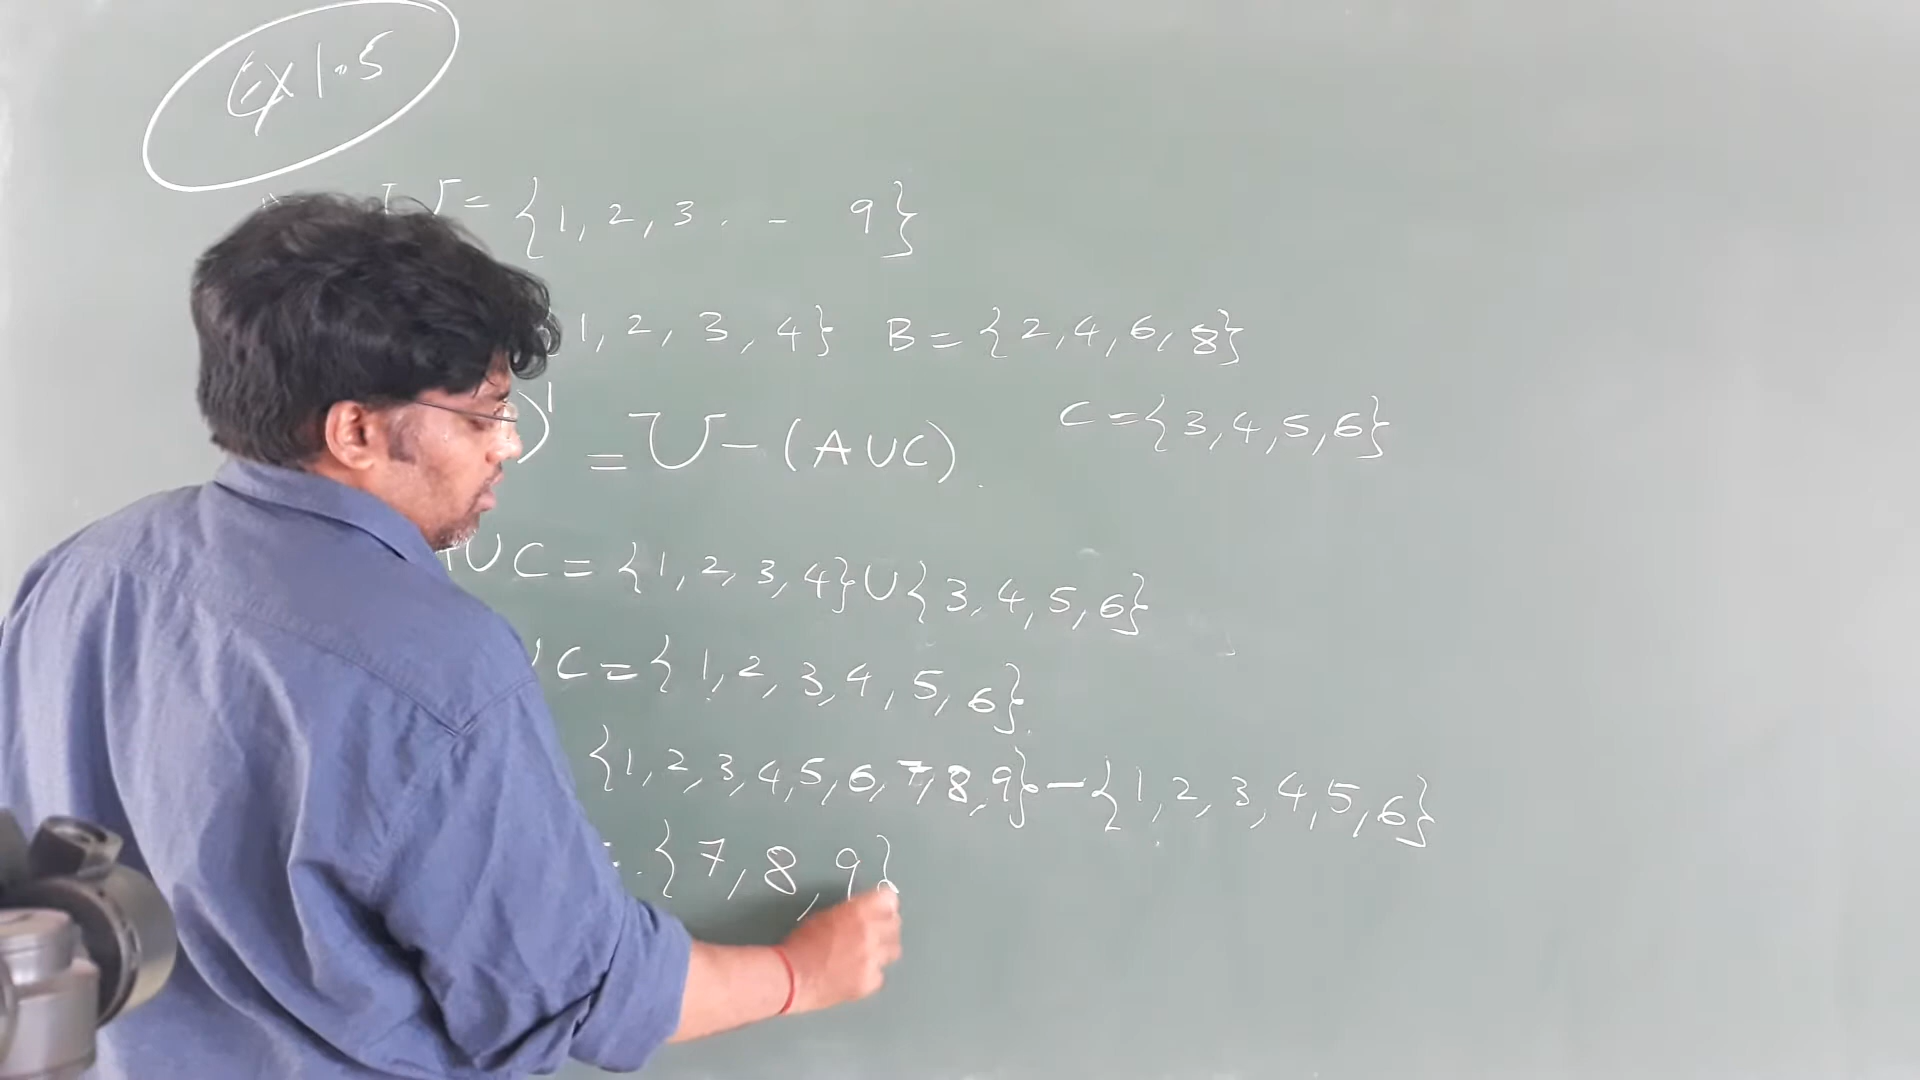 Ex 1.5
U = {1, 2, 3 . . - 9}
1, 2, 3, 4} B = {2, 4, 6, 8}
)' = U - (A∪C). C = {3, 4, 5, 6}
∪C = {1, 2, 3, 4}∪{3, 4, 5, 6}
C = {1, 2, 3, 4, 5, 6}.
{1, 2, 3, 4, 5, 6, 7, 8, 9} - {1, 2, 3, 4, 5, 6}
= {7, 8, 9}